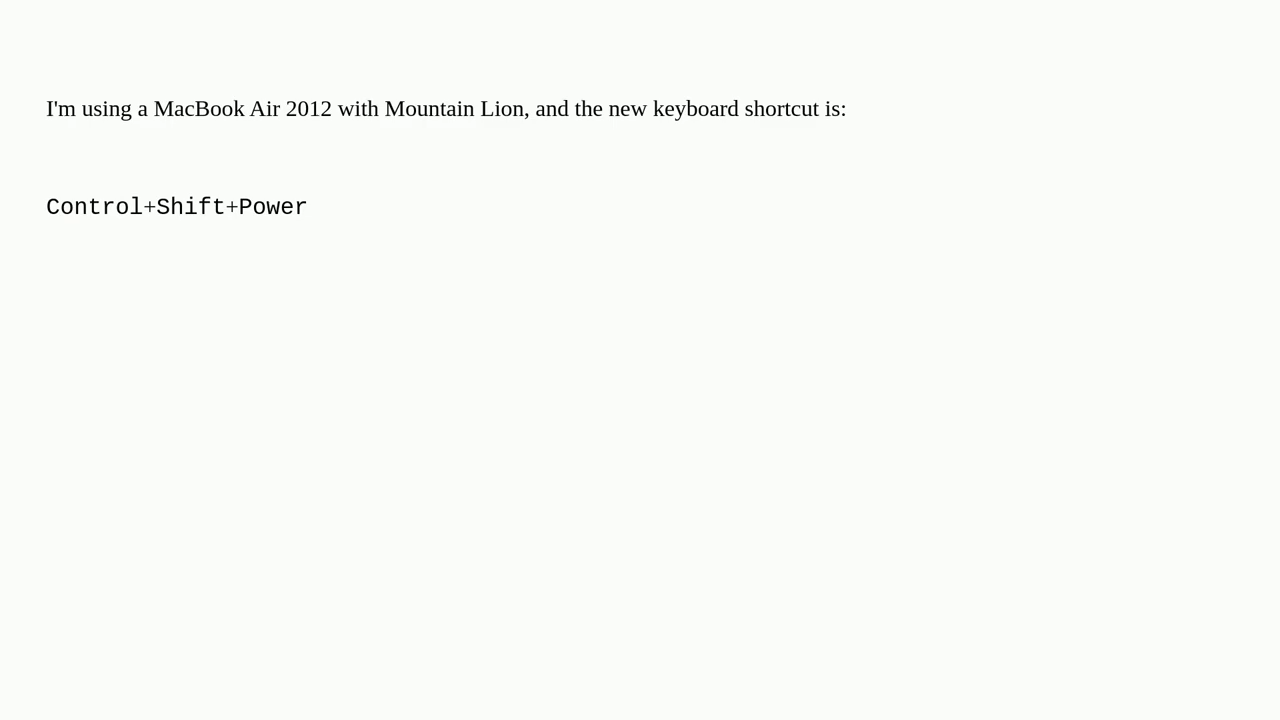 I'm using a MacBook Air 2012 with Mountain Lion, and the new keyboard shortcut is:
Control+Shift+Power